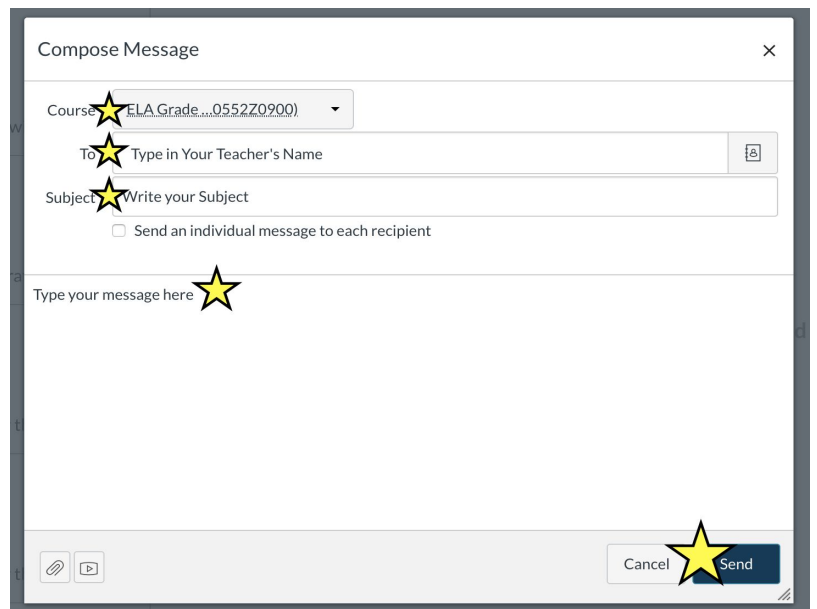 Compose Message
Course ELA Grade ...0552Z0900)
To Type in Your Teacher's Name
Subject Write your Subject
Send an individual message to each recipient
Type your message here
Cancel Send